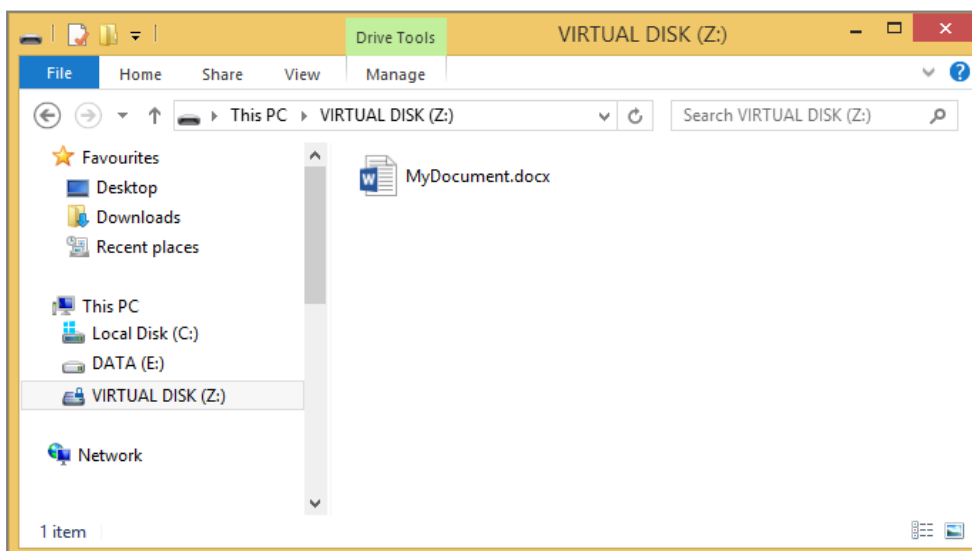 Drive Tools
VIRTUAL DISK (Z:)
File
Home
Share
View
Manage
This PC
VIRTUAL DISK (Z:)
Search VIRTUAL DISK (Z:)
Favourites
Desktop
Downloads
Recent places
This PC
Local Disk (C:)
DATA (E:)
VIRTUAL DISK (Z:)
Network
MyDocument.docx
1 item